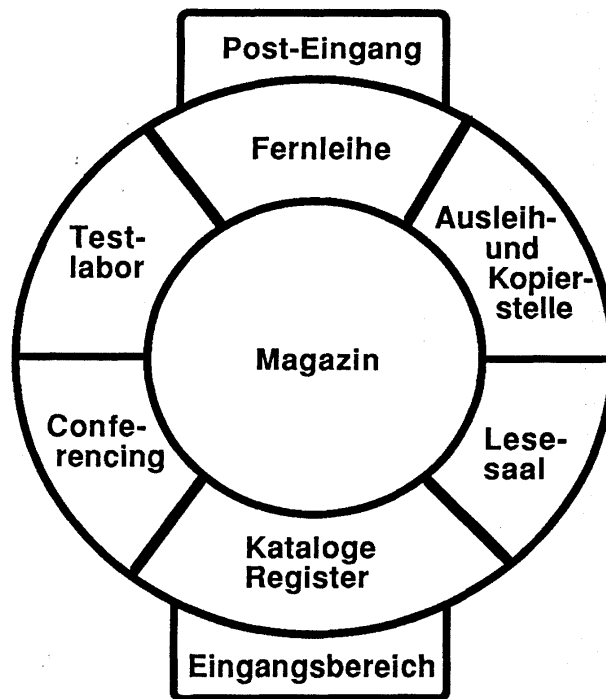 Post-Eingang
Fernleihe
Test-
labor
Ausleih-
und
Kopier-
stelle
Magazin
Confe-
rencing
Lese-
saal
Kataloge
Register
Eingangsbereich